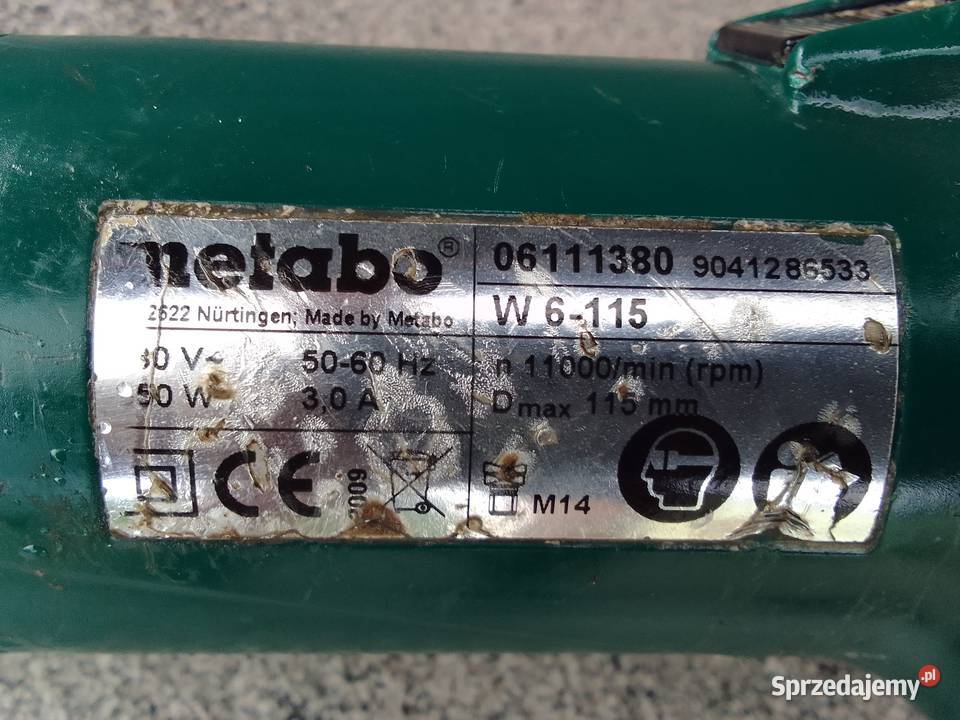 metabo®
2622 Nürtingen; Made by Metabo
50-60 Hz
3,0 A
CE
06111380 9041286533
W 6-115
n 11000/min (rpm)
Dmax 115 mm
M14
Sprzedajemy.pl